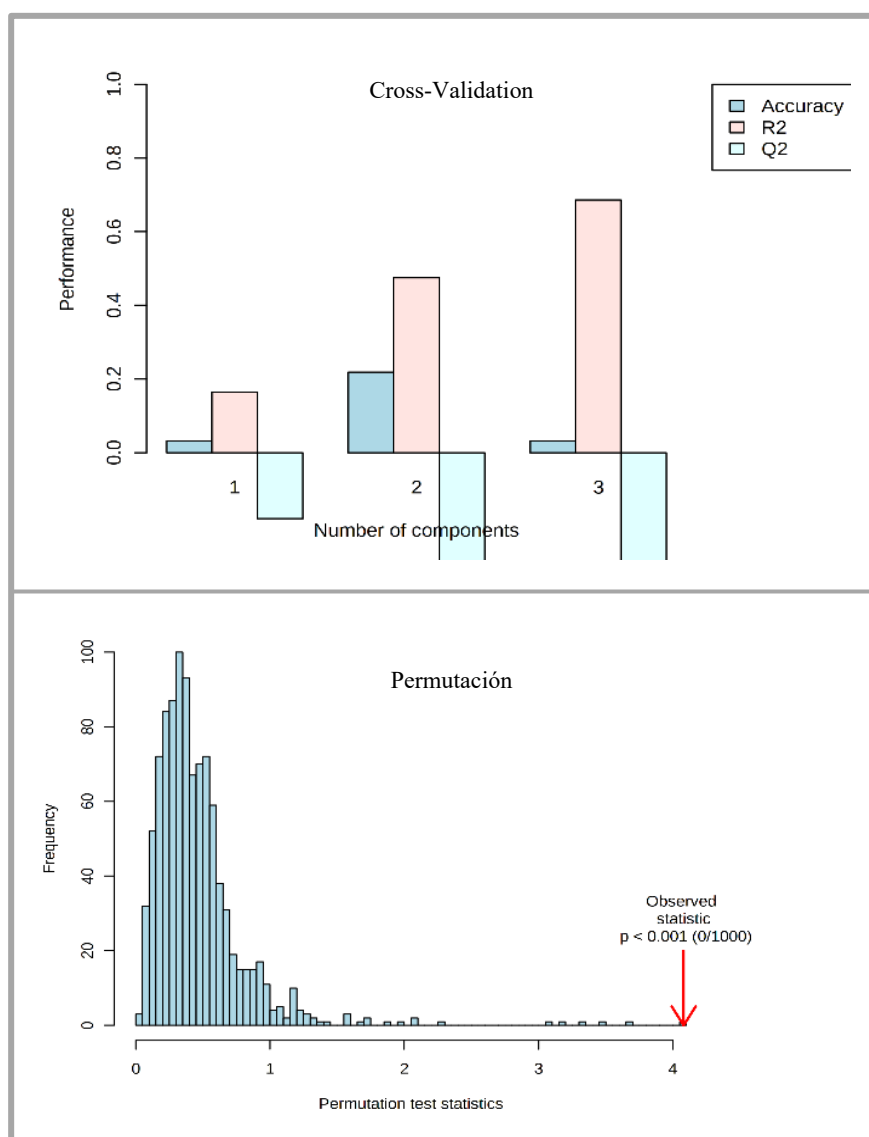 Cross-Validation
Accuracy
R2
Q2
Performance
0.0 0.2 0.4 0.6 0.8 1.0
1 2 3
Number of components
Permutación
Frequency
0 20 40 60 80 100
Observed
statistic
p < 0.001 (0/1000)
0 1 2 3 4
Permutation test statistics